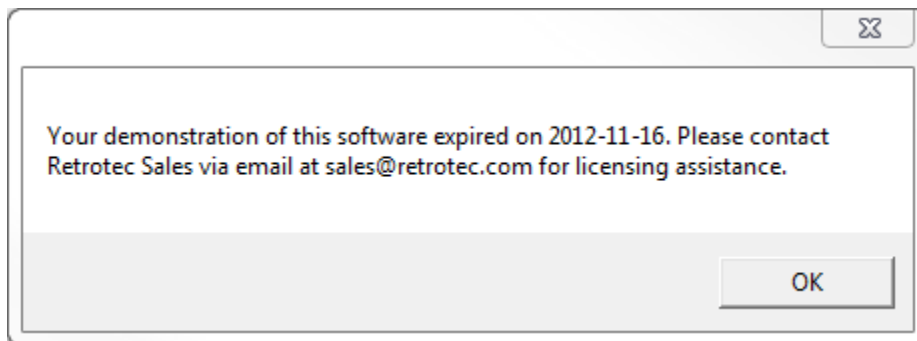 Your demonstration of this software expired on 2012-11-16. Please contact
Retrotec Sales via email at sales@retrotec.com for licensing assistance.
OK